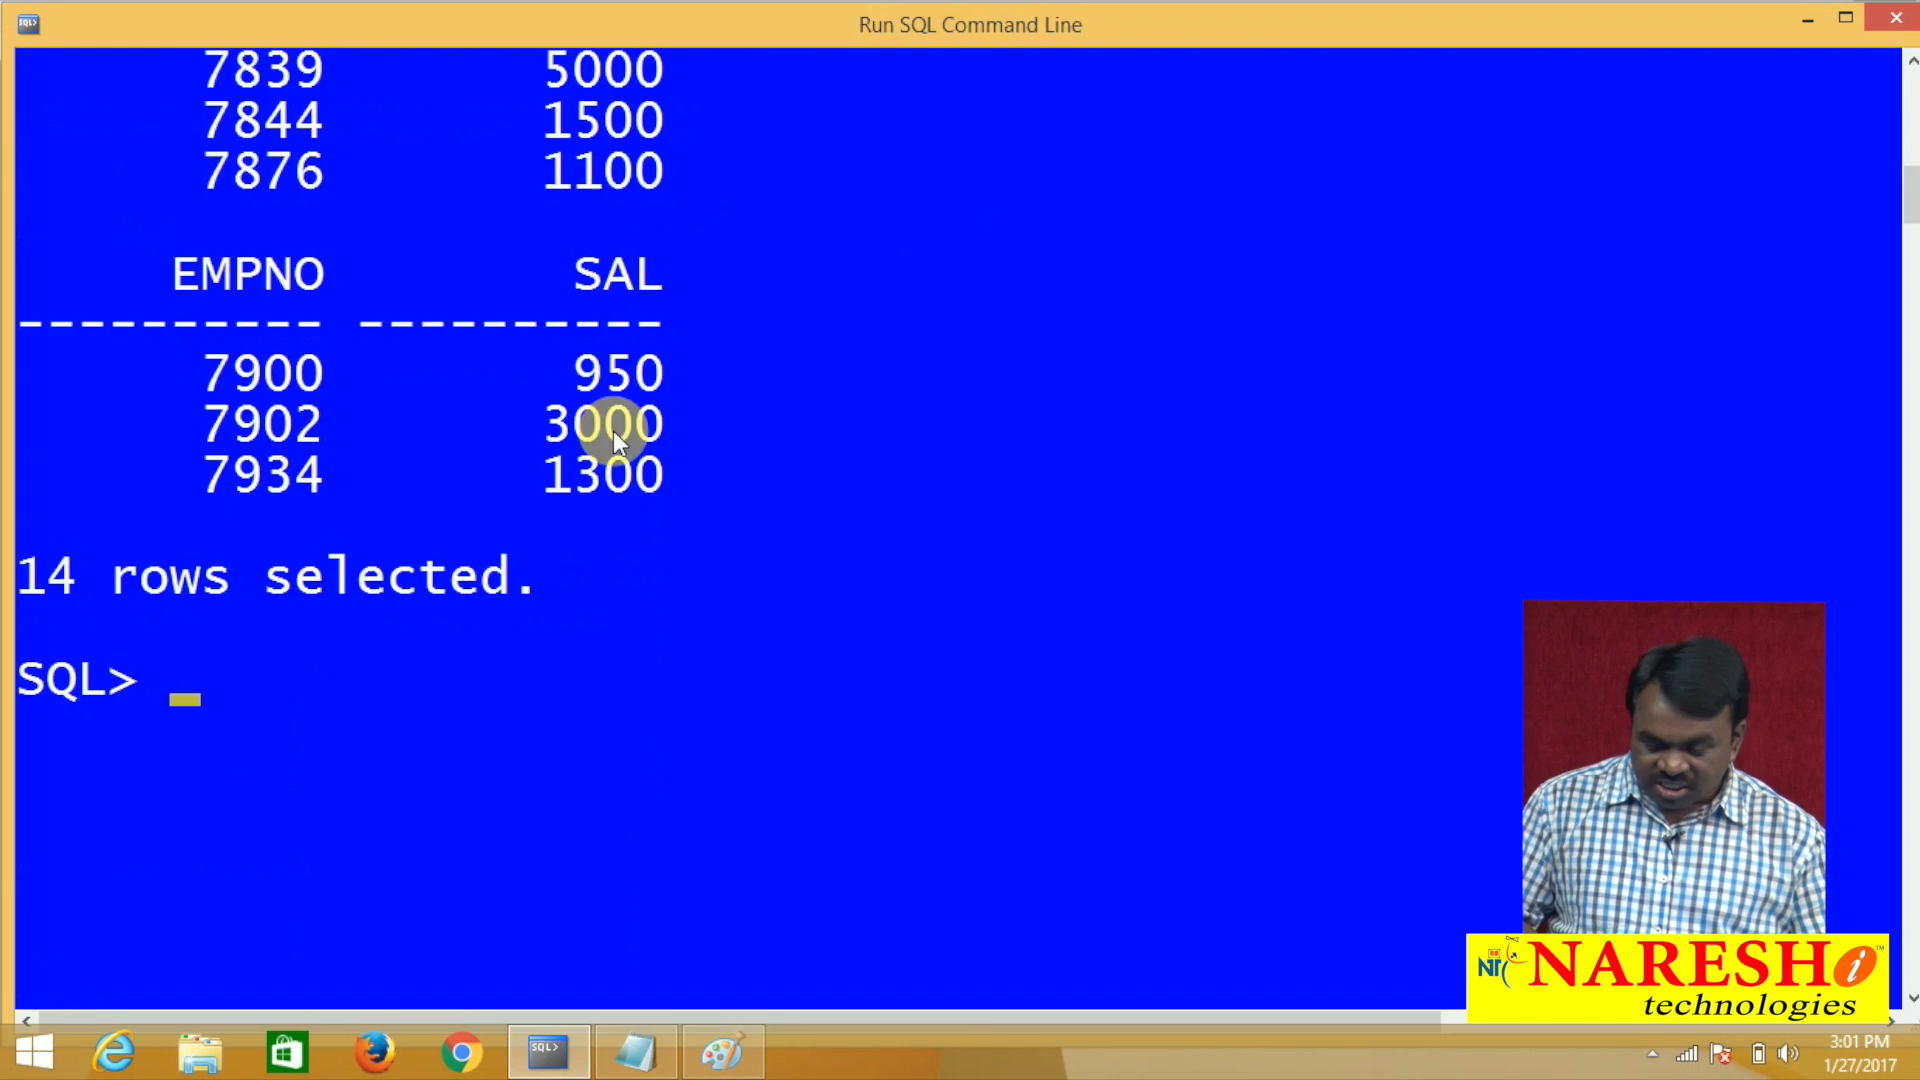 Run SQL Command Line
7839 5000
7844 1500
7876 1100
EMPNO SAL
---------- ----------
7900 950
7902 3000
7934 1300
14 rows selected.
SQL> _
NARESH i ™
technologies
3:01 PM
1/27/2017